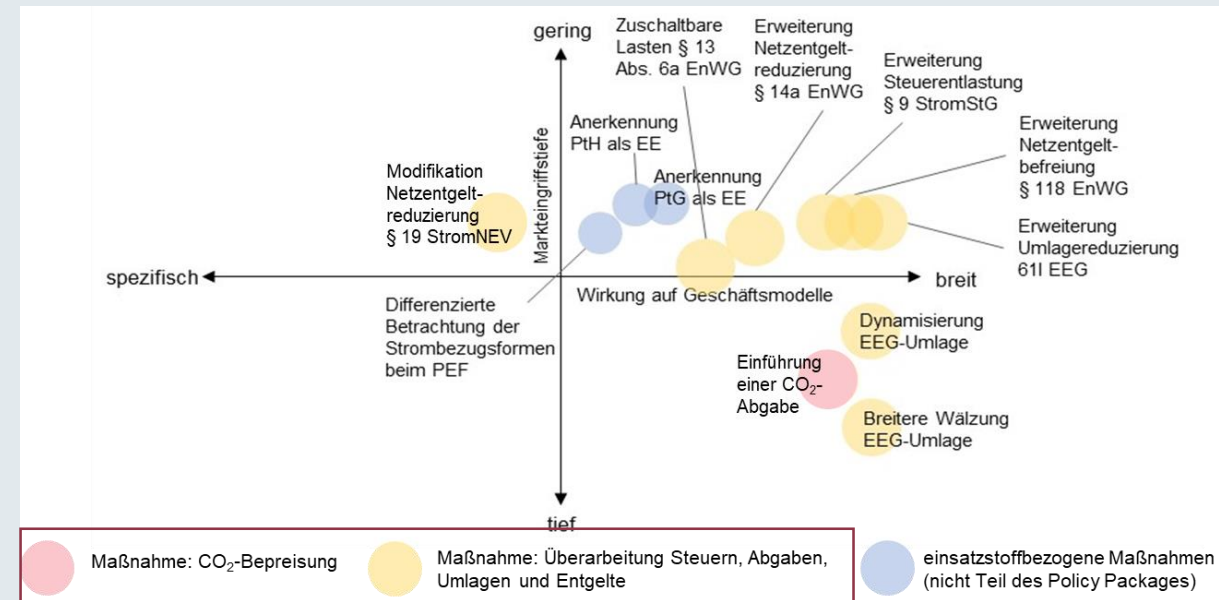 gering
Zuschaltbare
Lasten § 13
Abs. 6a EnWG
Erweiterung
Netzentgelt-
reduzierung
§ 14a EnWG
Erweiterung
Steuerentlastung
§ 9 StromStG
Anerkennung
PtH als EE
Erweiterung
Netzentgelt-
befreiung
§ 118 EnWG
Markteingriffstiefe
Modifikation
Netzentgelt-
reduzierung
§ 19 StromNEV
Anerkennung
PtG als EE
Erweiterung
Umlagereduzierung
61l EEG
spezifisch
breit
Wirkung auf Geschäftsmodelle
Differenzierte
Betrachtung der
Strombezugsformen
beim PEF
Dynamisierung
EEG-Umlage
Einführung
einer CO₂-
Abgabe
Breitere Wälzung
EEG-Umlage
tief
Maßnahme: CO₂-Bepreisung
Maßnahme: Überarbeitung Steuern, Abgaben,
Umlagen und Entgelte
einsatzstoffbezogene Maßnahmen
(nicht Teil des Policy Packages)